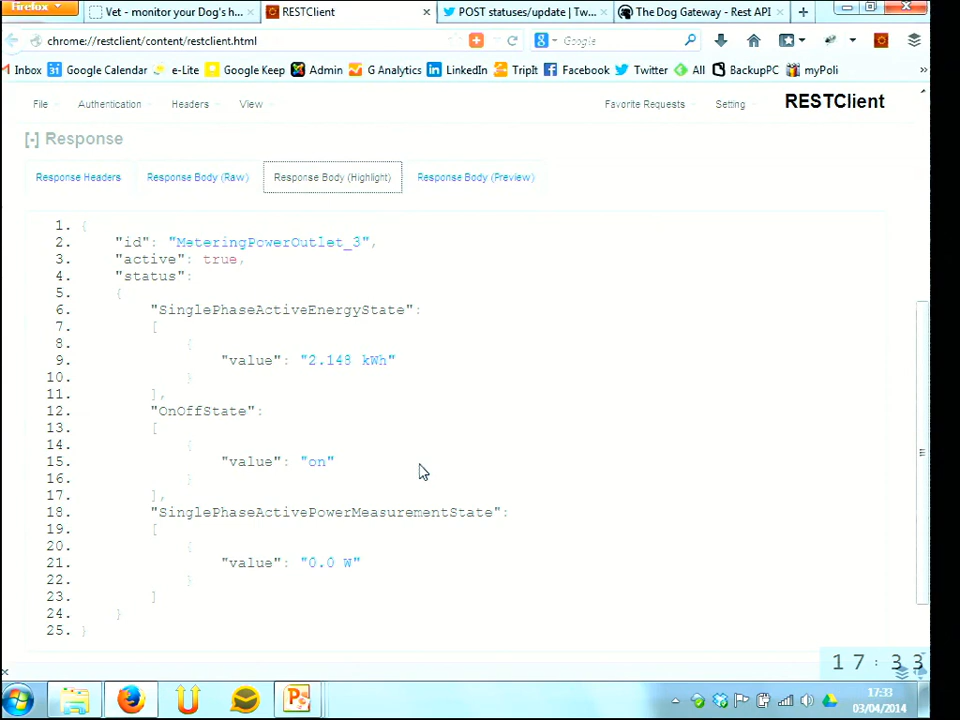 Firefox
Vet - monitor your Dog's h...
RESTClient
POST statuses/update | Tw...
The Dog Gateway - Rest API
chrome://restclient/content/restclient.html
Google
Inbox
Google Calendar
e-Lite
Google Keep
Admin
G Analytics
LinkedIn
TripIt
Facebook
Twitter
All
BackupPC
myPoli
File
Authentication
Headers
View
Favorite Requests
Setting
RESTClient
[-] Response
Response Headers
Response Body (Raw)
Response Body (Highlight)
Response Body (Preview)
1. {
2. "id": "MeteringPowerOutlet_3",
3. "active": true,
4. "status":
5. {
6. "SinglePhaseActiveEnergyState":
7. [
8. {
9. "value": "2.148 kWh"
10. }
11. ],
12. "OnOffState":
13. [
14. {
15. "value": "on"
16. }
17. ],
18. "SinglePhaseActivePowerMeasurementState":
19. [
20. {
21. "value": "0.0 W"
22. }
23. ]
24. }
25. }
17:33
17:33
03/04/2014